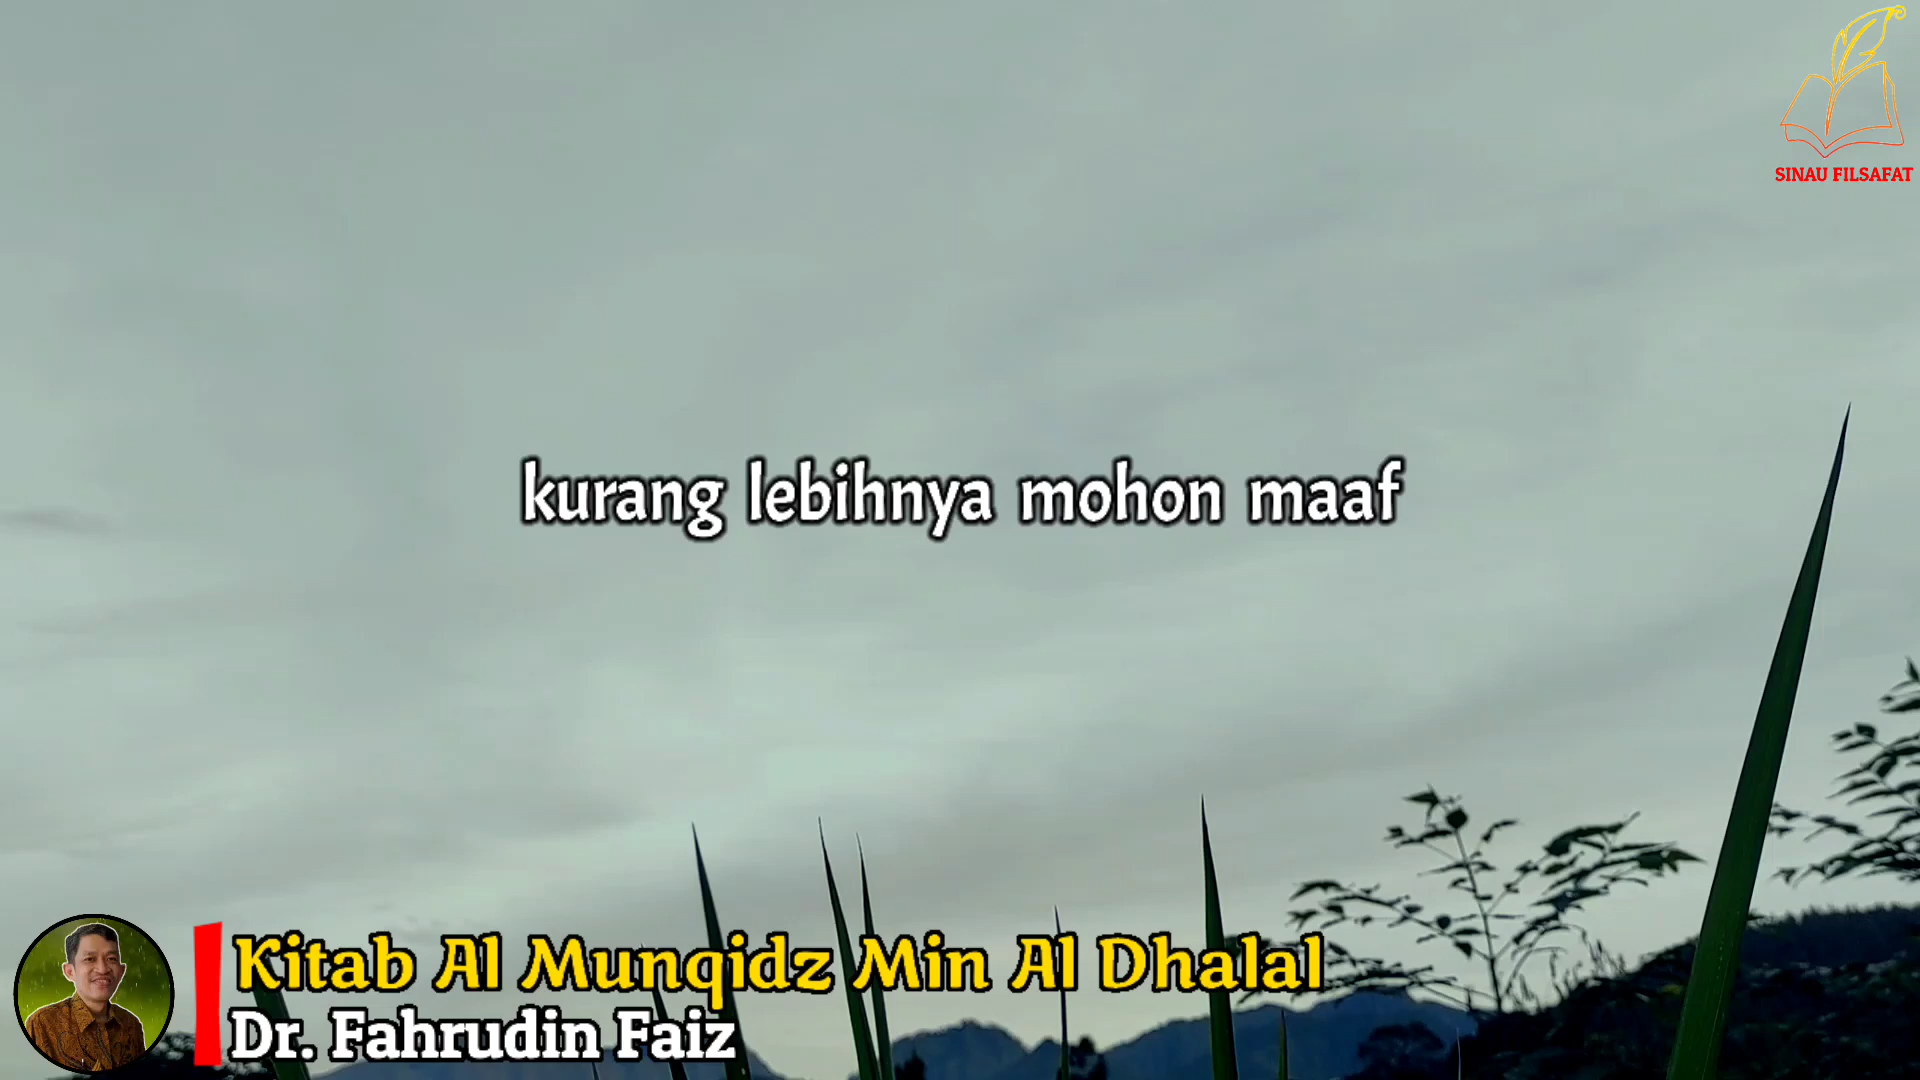 SINAU FILSAFAT
kurang lebihnya mohon maaf
Kitab Al Munqidz Min Al Dhalal
Dr. Fahrudin Faiz